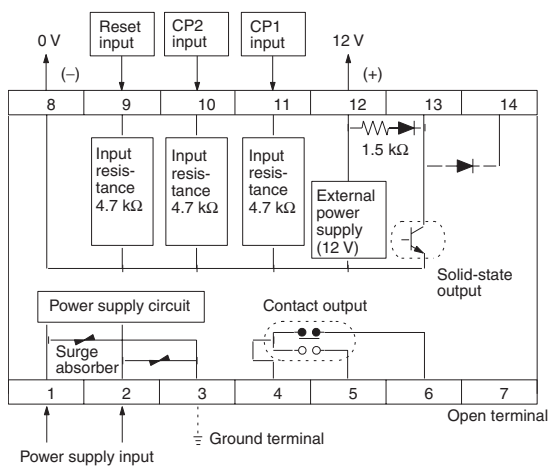 0 V
Reset
input
CP2
input
CP1
input
12 V
(–)
(+)
8 9 10 11 12 13 14
Input
resis-
tance
4.7 kΩ
Input
resis-
tance
4.7 kΩ
Input
resis-
tance
4.7 kΩ
1.5 kΩ
External
power
supply
(12 V)
Solid-state
output
Power supply circuit
Contact output
Surge
absorber
1 2 3 4 5 6 7
Open terminal
Ground terminal
Power supply input